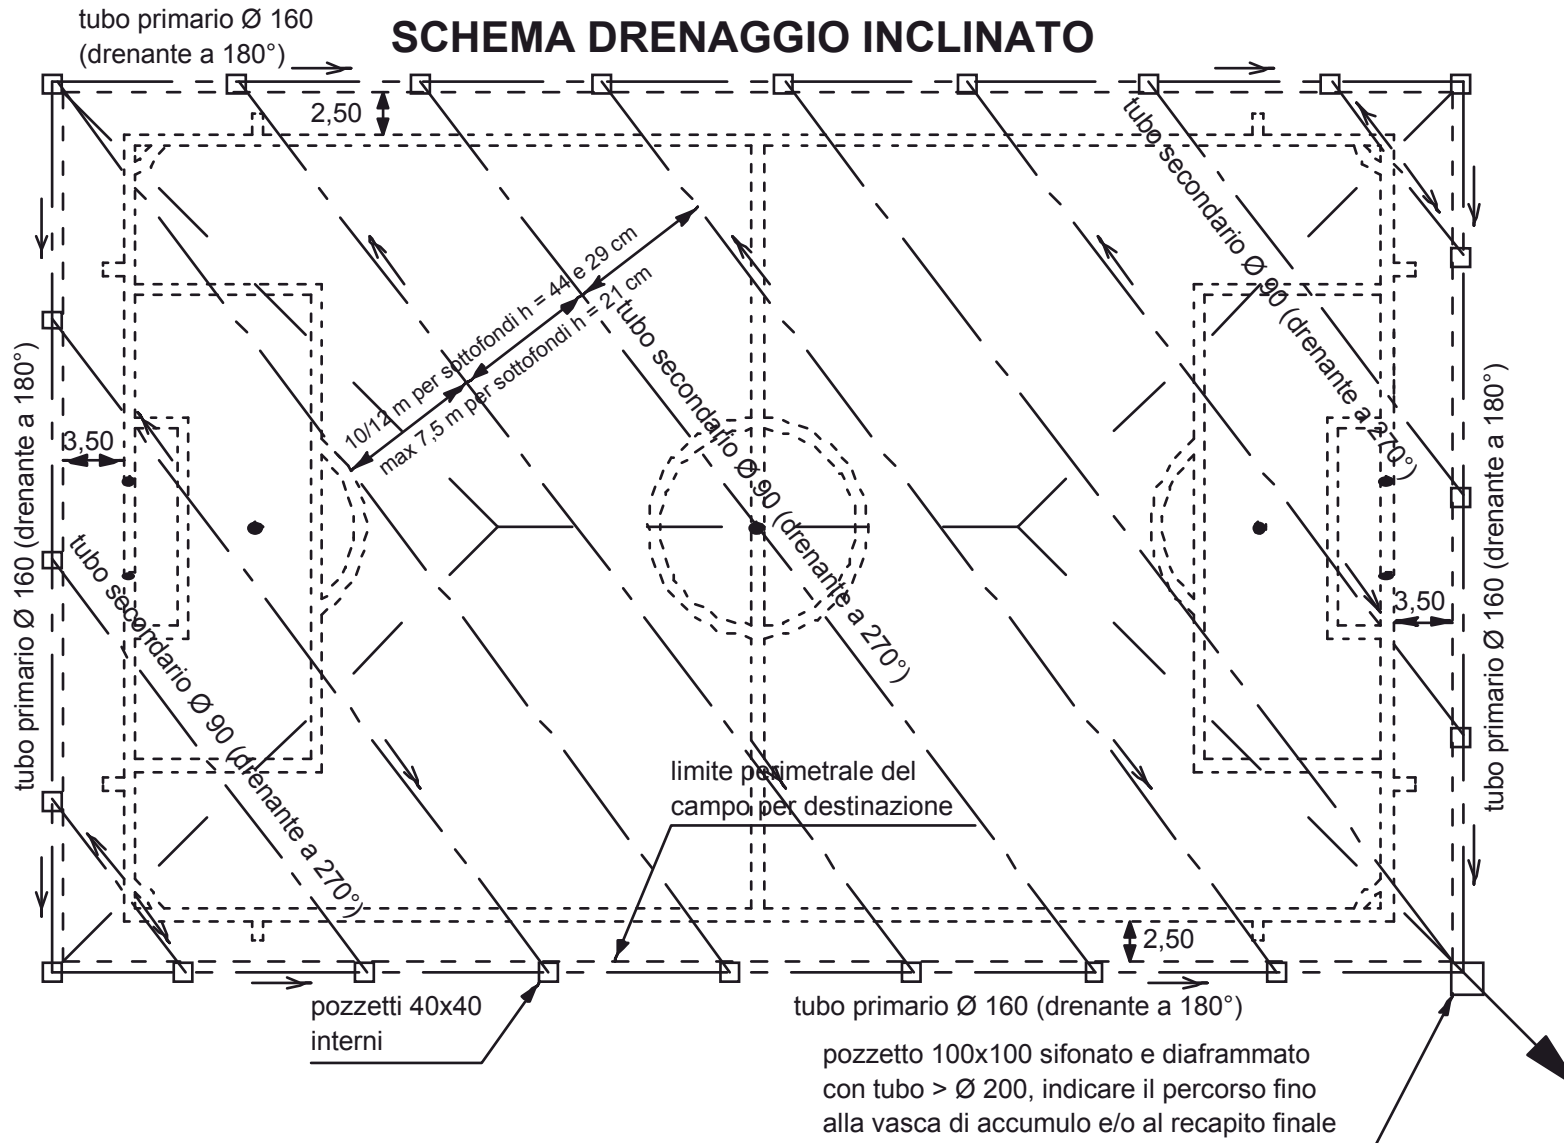 tubo primario Ø 160
(drenante a 180°)
SCHEMA DRENAGGIO INCLINATO
2,50
tubo secondario Ø 90 (drenante a 270°)
10/12 m per sottofondi h = 44 e 29 cm
max 7,5 m per sottofondi h = 21 cm
tubo secondario Ø 90 (drenante a 270°)
tubo primario Ø 160 (drenante a 180°)
3,50
tubo secondario Ø 90 (drenante a 270°)
3,50
tubo primario Ø 160 (drenante a 180°)
limite perimetrale del
campo per destinazione
2,50
pozzetti 40x40
interni
tubo primario Ø 160 (drenante a 180°)
pozzetto 100x100 sifonato e diaframmato
con tubo > Ø 200, indicare il percorso fino
alla vasca di accumulo e/o al recapito finale